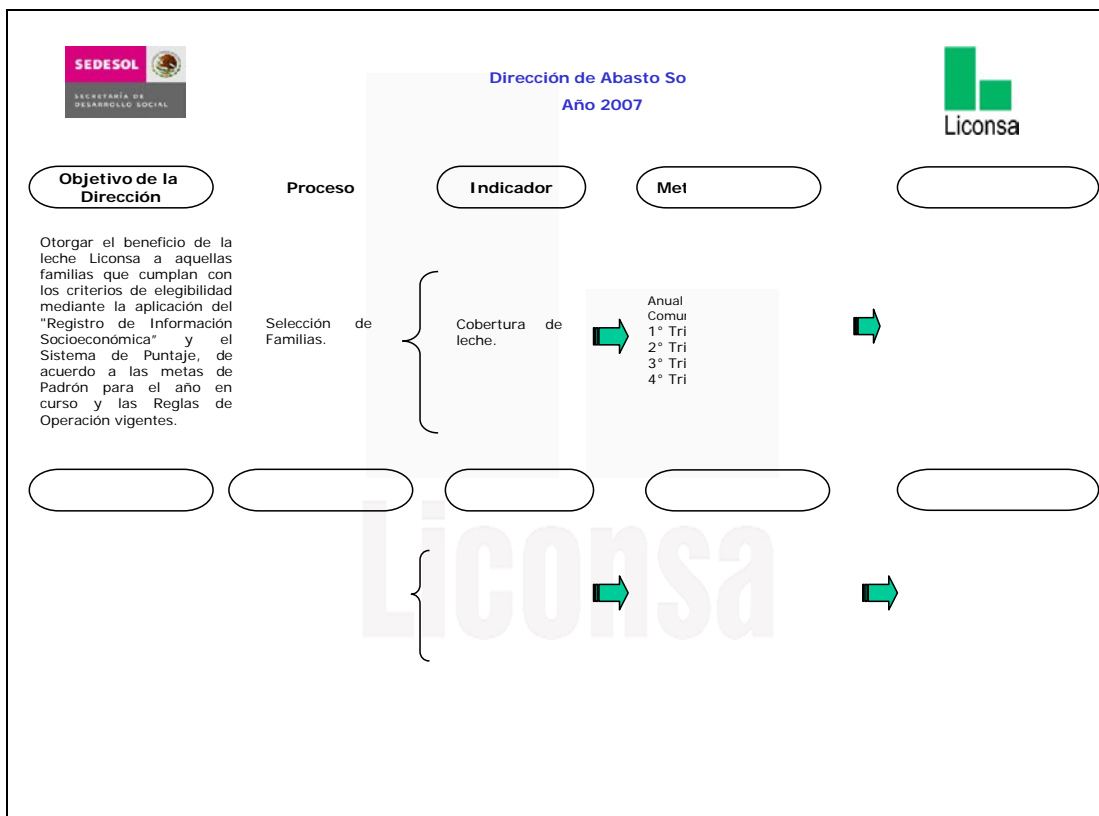 SEDESOL
SECRETARÍA DE
DESARROLLO SOCIAL
Dirección de Abasto So
Año 2007
Liconsa
Objetivo de la
Dirección
Proceso
Indicador
Met
Otorgar el beneficio de la
leche Liconsa a aquellas
familias que cumplan con
los criterios de elegibilidad
mediante la aplicación del
"Registro de Información
Socioeconómica" y el
Sistema de Puntaje, de
acuerdo a las metas de
Padrón para el año en
curso y las Reglas de
Operación vigentes.
Selección de
Familias.
Cobertura de
leche.
Anual
Comu
1° Tri
2° Tri
3° Tri
4° Tri
Liconsa